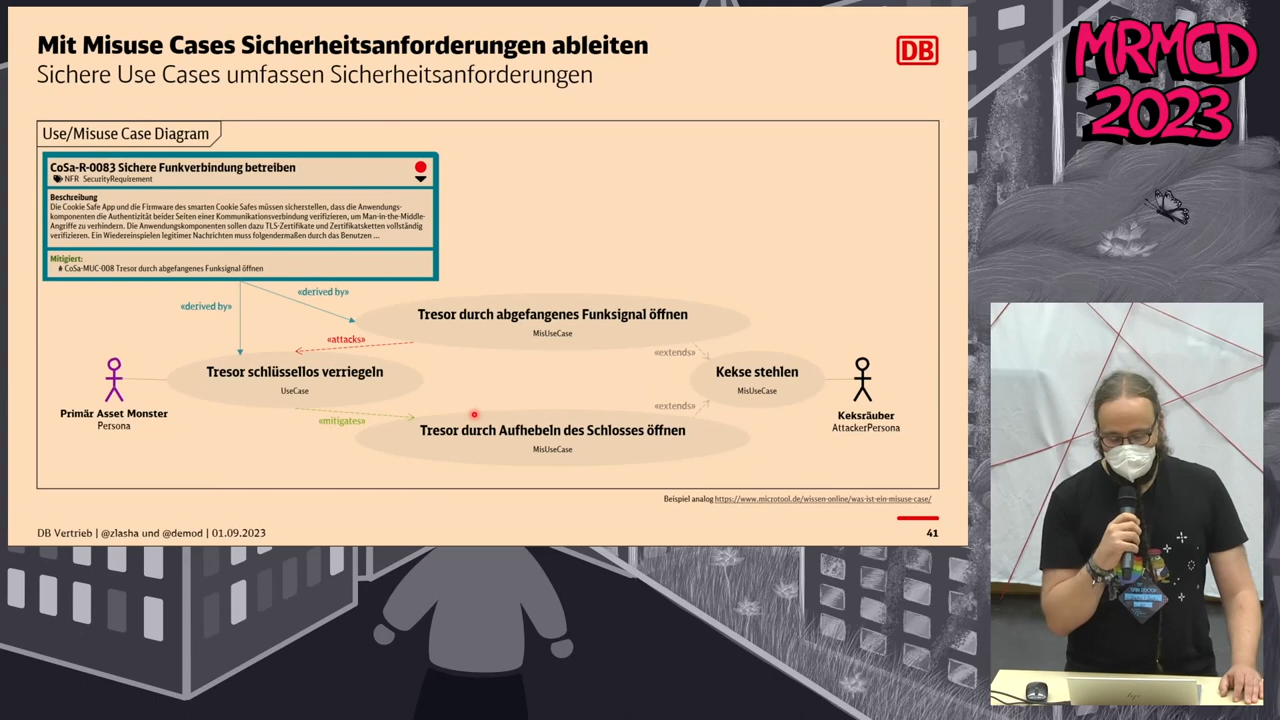 Mit Misuse Cases Sicherheitsanforderungen ableiten
Sichere Use Cases umfassen Sicherheitsanforderungen
DB
MRMCD
2023
Use/Misuse Case Diagram
CoSa-R-0083 Sichere Funkverbindung betreiben
NFR SecurityRequirement
Beschreibung
Die Cookie Safe App und die Firmware des smarten Cookie Safes müssen sicherstellen, dass die Anwendungs-
komponenten die Authentizität beider Seiten einer Kommunikationsverbindung verifizieren, um Man-in-the-Middle-
Angriffe zu verhindern. Die Anwendungskomponenten sollen dazu TLS-Zertifikate und Zertifikatsketten vollständig
verifizieren. Ein Wiedereinspielen legitimer Nachrichten muss folgendermaßen durch das Benutzen ...
Mitigiert:
CoSa-MUC-008 Tresor durch abgefangenes Funksignal öffnen
«derived by»
«derived by»
Tresor durch abgefangenes Funksignal öffnen
MisUseCase
«attacks»
«extends»
Tresor schlüssellos verriegeln
UseCase
Kekse stehlen
MisUseCase
«mitigates»
«extends»
Primär Asset Monster
Persona
Keksräuber
AttackerPersona
Tresor durch Aufhebeln des Schlosses öffnen
MisUseCase
Beispiel analog https://www.microtool.de/wissen-online/was-ist-ein-misuse-case/
DB Vertrieb | @zlasha und @demod | 01.09.2023
41